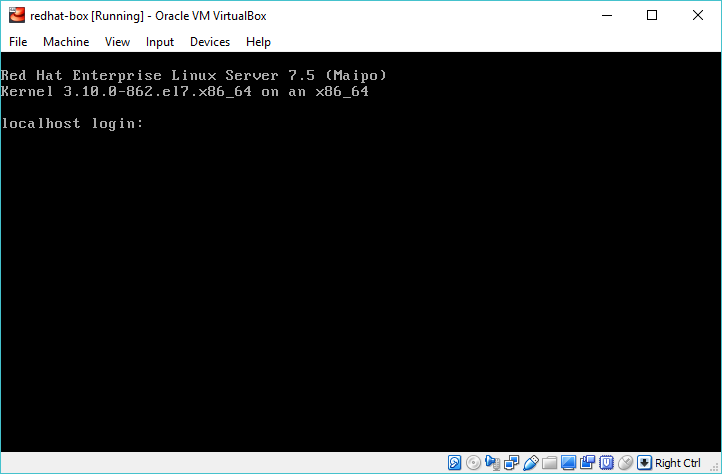 redhat-box [Running] - Oracle VM VirtualBox
File Machine View Input Devices Help
Red Hat Enterprise Linux Server 7.5 (Maipo)
Kernel 3.10.0-862.el7.x86_64 on an x86_64
localhost login:
Right Ctrl